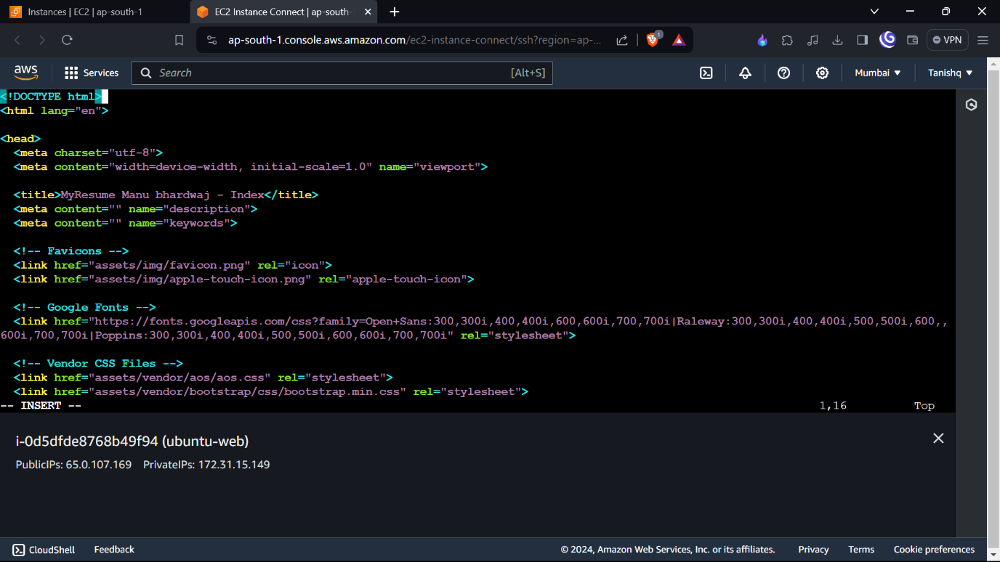 Instances | EC2 | ap-south-1
EC2 Instance Connect | ap-south-
ap-south-1.console.aws.amazon.com/ec2-instance-connect/ssh?region=ap-...
1
VPN
aws
Services
Search
[Alt+S]
Mumbai
Tanishq
<!DOCTYPE html>
<html lang="en">
<head>
<meta charset="utf-8">
<meta content="width=device-width, initial-scale=1.0" name="viewport">
<title>MyResume Manu bhardwaj - Index</title>
<meta content="" name="description">
<meta content="" name="keywords">
<!-- Favicons -->
<link href="assets/img/favicon.png" rel="icon">
<link href="assets/img/apple-touch-icon.png" rel="apple-touch-icon">
<!-- Google Fonts -->
<link href="https://fonts.googleapis.com/css?family=Open+Sans:300,300i,400,400i,600,600i,700,700i|Raleway:300,300i,400,400i,500,500i,600,,
600i,700,700i|Poppins:300,300i,400,400i,500,500i,600,600i,700,700i" rel="stylesheet">
<!-- Vendor CSS Files -->
<link href="assets/vendor/aos/aos.css" rel="stylesheet">
<link href="assets/vendor/bootstrap/css/bootstrap.min.css" rel="stylesheet">
-- INSERT --
1,16
Top
i-0d5dfde8768b49f94 (ubuntu-web)
PublicIPs: 65.0.107.169 PrivateIPs: 172.31.15.149
CloudShell
Feedback
© 2024, Amazon Web Services, Inc. or its affiliates.
Privacy
Terms
Cookie preferences